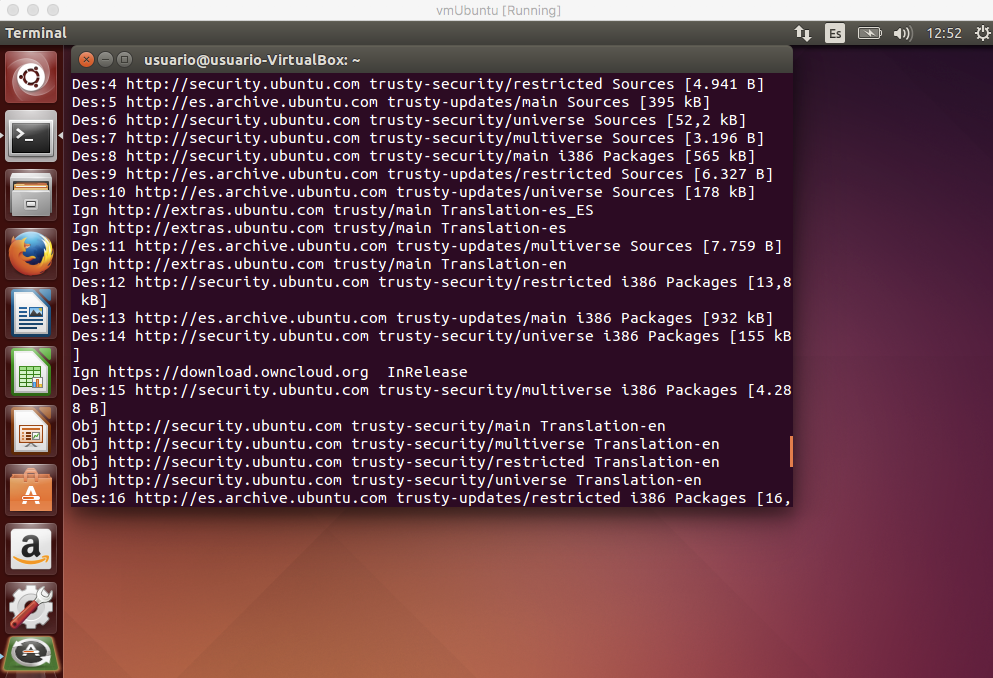 vmUbuntu [Running]
Terminal
Es
12:52
usuario@usuario-VirtualBox: ~
Des:4 http://security.ubuntu.com trusty-security/restricted Sources [4.941 B]
Des:5 http://es.archive.ubuntu.com trusty-updates/main Sources [395 kB]
Des:6 http://security.ubuntu.com trusty-security/universe Sources [52,2 kB]
Des:7 http://security.ubuntu.com trusty-security/multiverse Sources [3.196 B]
Des:8 http://security.ubuntu.com trusty-security/main i386 Packages [565 kB]
Des:9 http://es.archive.ubuntu.com trusty-updates/restricted Sources [6.327 B]
Des:10 http://es.archive.ubuntu.com trusty-updates/universe Sources [178 kB]
Ign http://extras.ubuntu.com trusty/main Translation-es_ES
Ign http://extras.ubuntu.com trusty/main Translation-es
Des:11 http://es.archive.ubuntu.com trusty-updates/multiverse Sources [7.759 B]
Ign http://extras.ubuntu.com trusty/main Translation-en
Des:12 http://security.ubuntu.com trusty-security/restricted i386 Packages [13,8
kB]
Des:13 http://es.archive.ubuntu.com trusty-updates/main i386 Packages [932 kB]
Des:14 http://security.ubuntu.com trusty-security/universe i386 Packages [155 kB
]
Ign https://download.owncloud.org  InRelease
Des:15 http://security.ubuntu.com trusty-security/multiverse i386 Packages [4.28
8 B]
Obj http://security.ubuntu.com trusty-security/main Translation-en
Obj http://security.ubuntu.com trusty-security/multiverse Translation-en
Obj http://security.ubuntu.com trusty-security/restricted Translation-en
Obj http://security.ubuntu.com trusty-security/universe Translation-en
Des:16 http://es.archive.ubuntu.com trusty-updates/restricted i386 Packages [16,